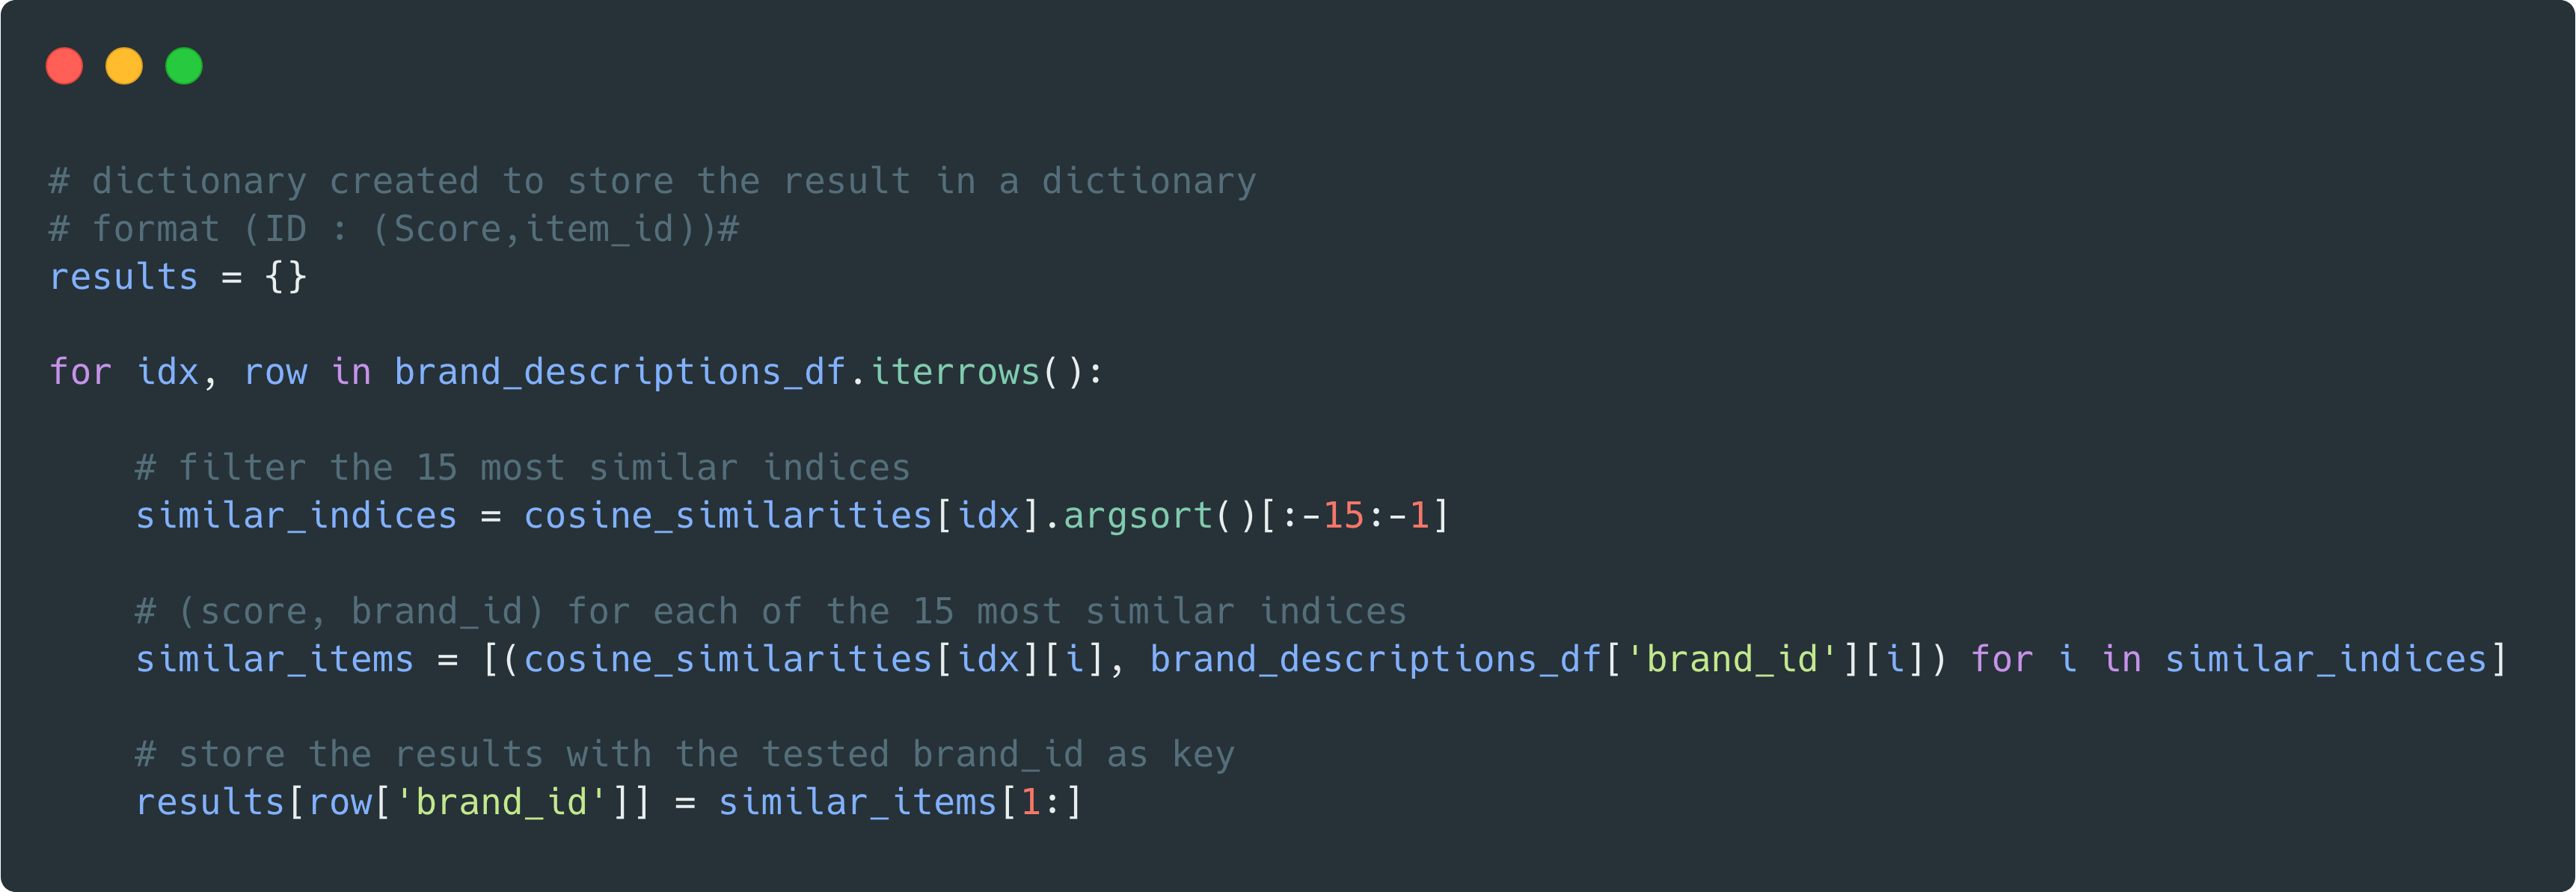 # dictionary created to store the result in a dictionary
# format (ID : (Score,item_id))#
results = {}
for idx, row in brand_descriptions_df.iterrows():
# filter the 15 most similar indices
similar_indices = cosine_similarities[idx].argsort()[:-15:-1]
# (score, brand_id) for each of the 15 most similar indices
similar_items = [(cosine_similarities[idx][i], brand_descriptions_df['brand_id'][i]) for i in similar_indices]
# store the results with the tested brand_id as key
results[row['brand_id']] = similar_items[1:]